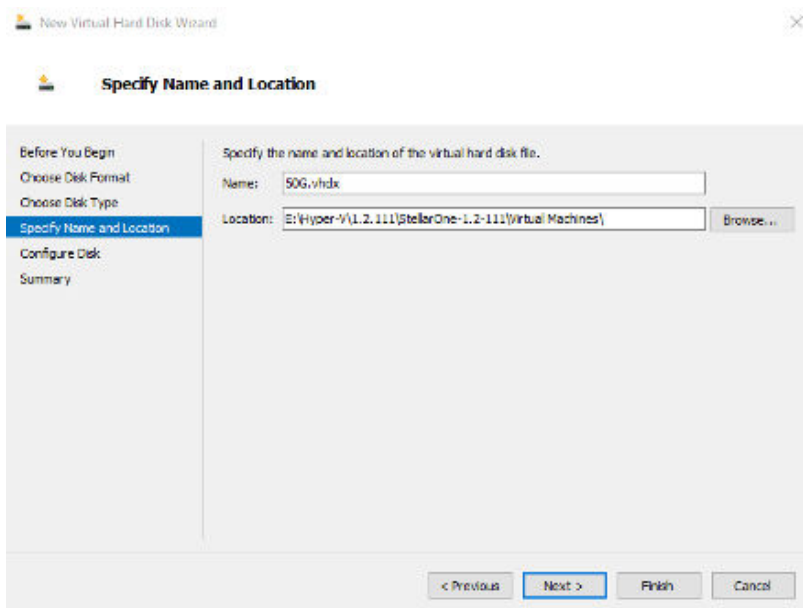 New Virtual Hard Disk Wizard
Specify Name and Location
Before You Begin
Choose Disk Format
Choose Disk Type
Specify Name and Location
Configure Disk
Summary
Specify the name and location of the virtual hard disk file.
Name: 50G.vhdx
Location: E:\Hyper-V\1.2.111\StellarOne-1.2-111\Virtual Machines\ Browse...
< Previous Next > Finish Cancel